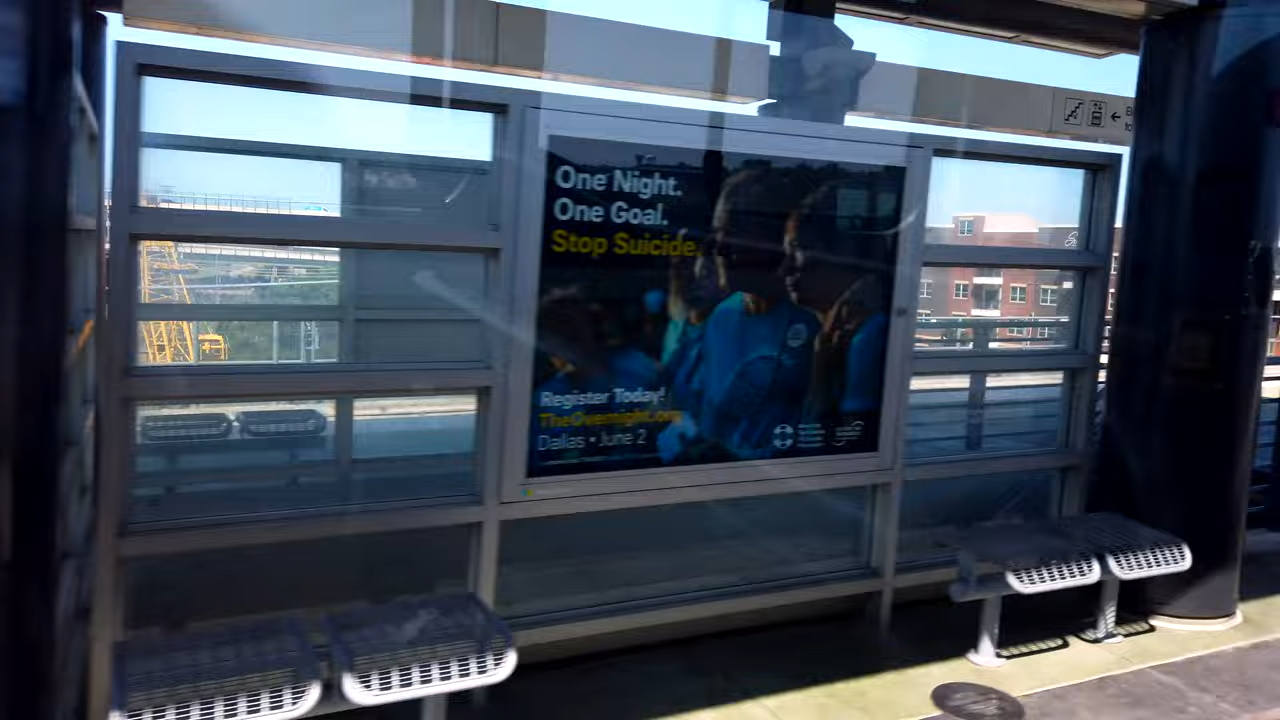 One Night.
One Goal.
Stop Suicide.
Register Today!
TheOvernight.org
Dallas • June 2